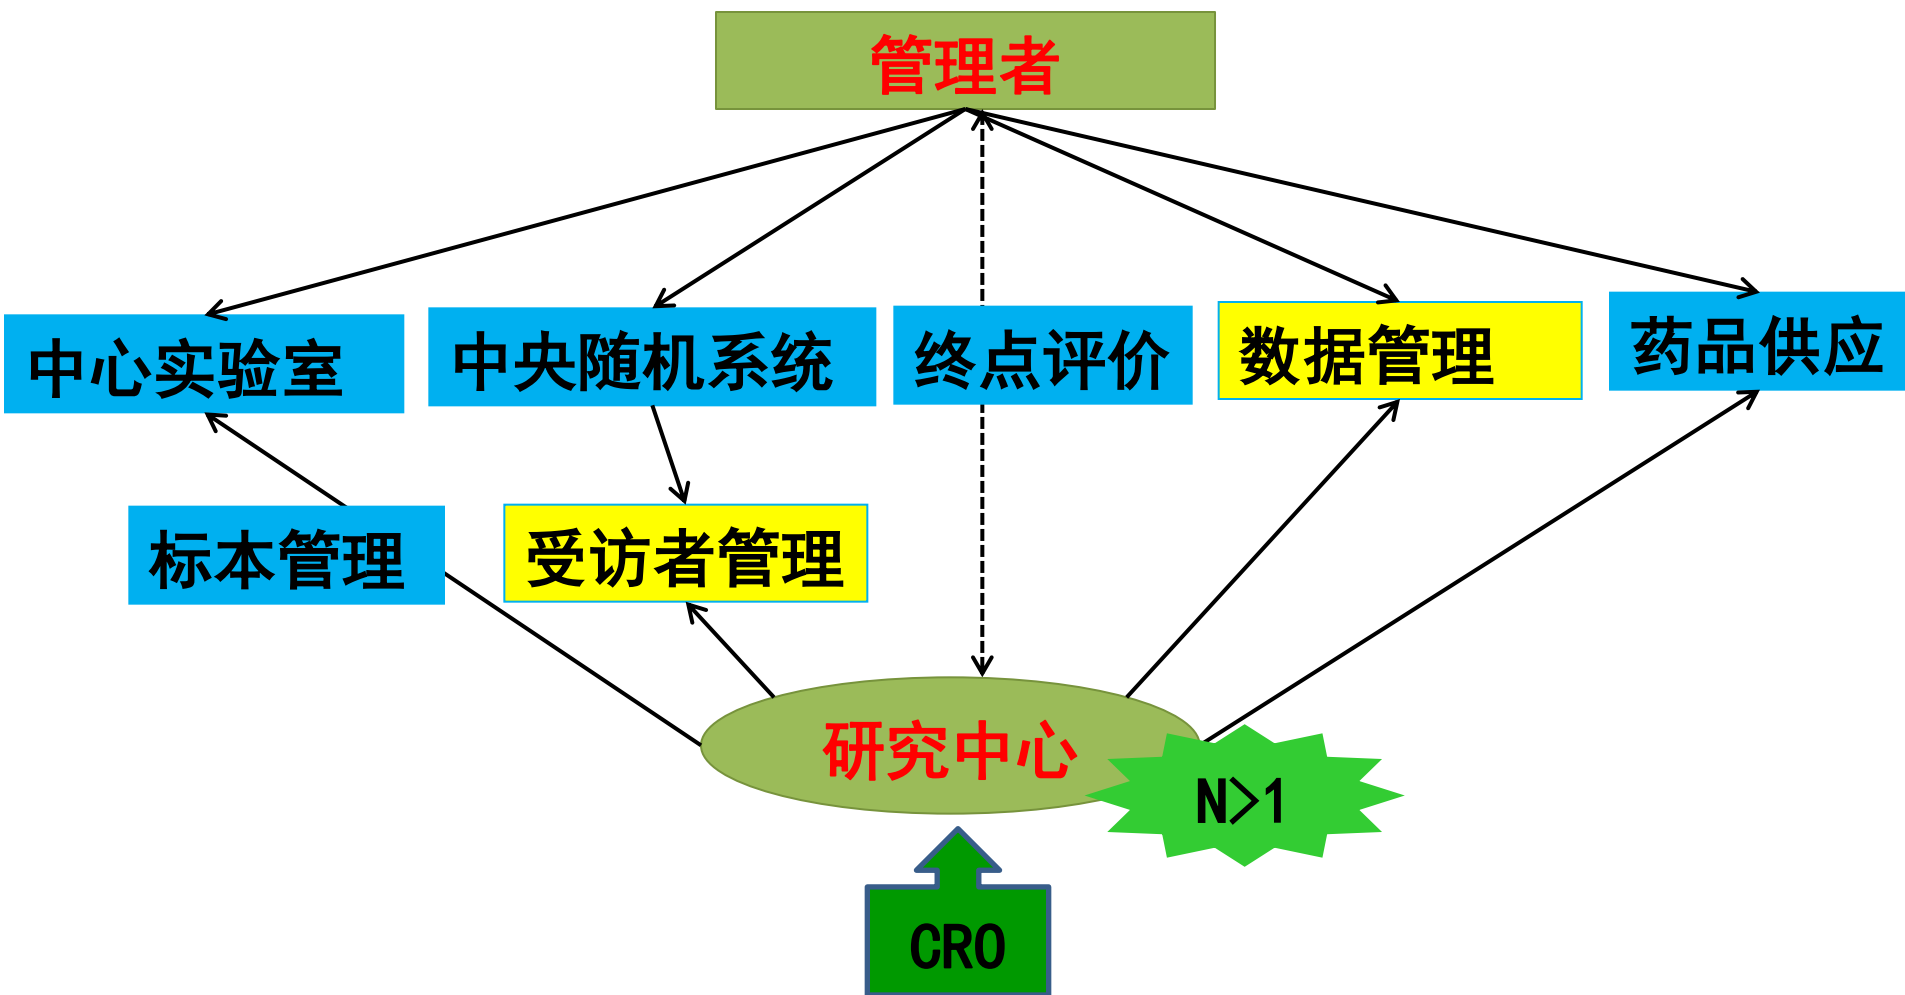 管理者
中心实验室
中央随机系统
终点评价
数据管理
药品供应
标本管理
受访者管理
研究中心
N>1
CRO